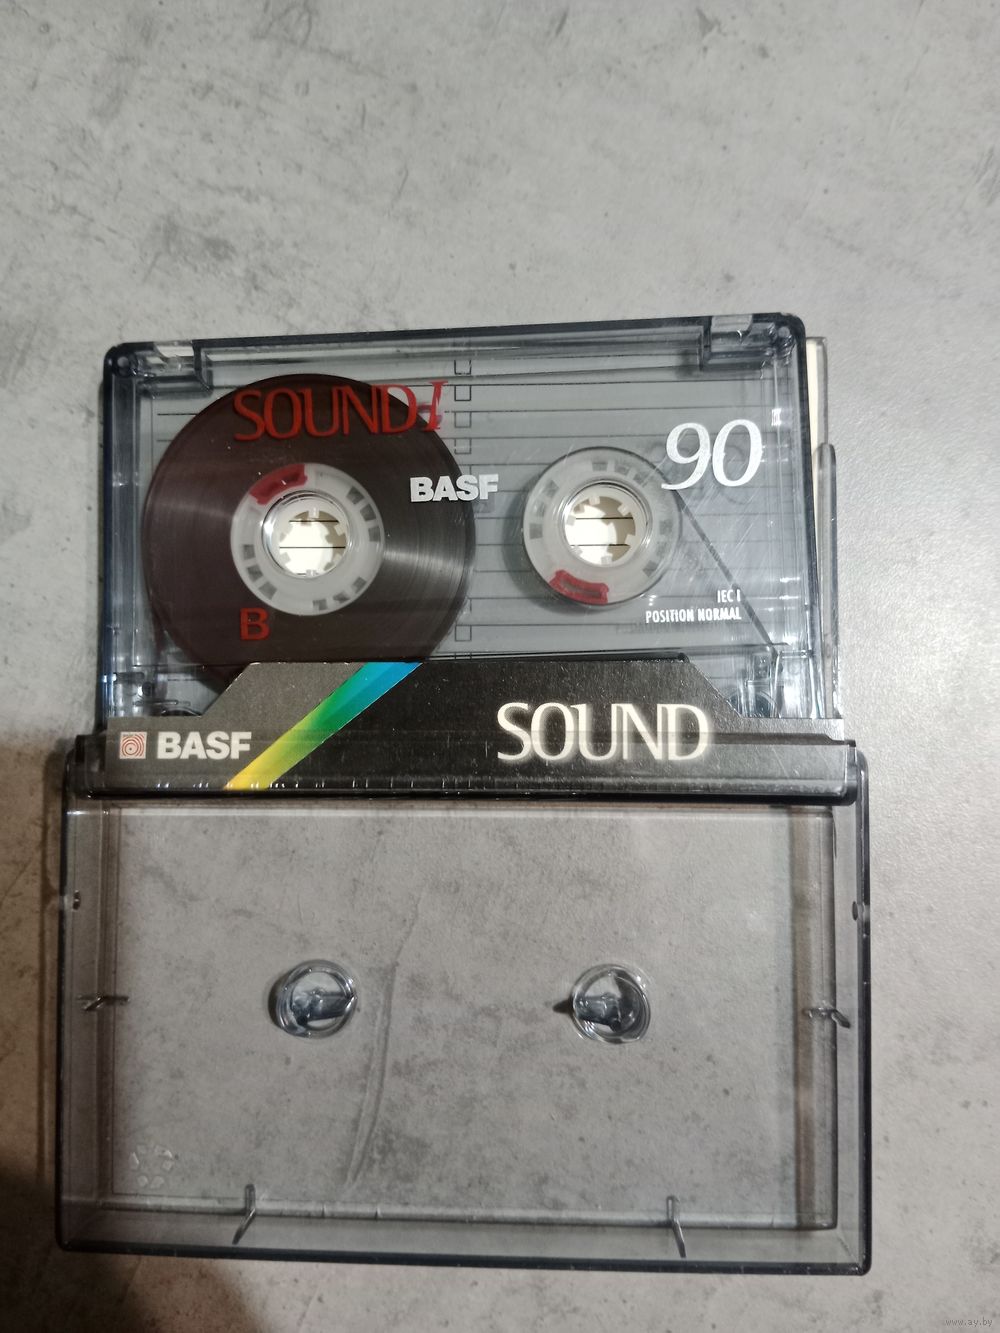 SOUND-I
90
BASF
IEC I
POSITION NORMAL
B
BASF
SOUND
www.ay.by